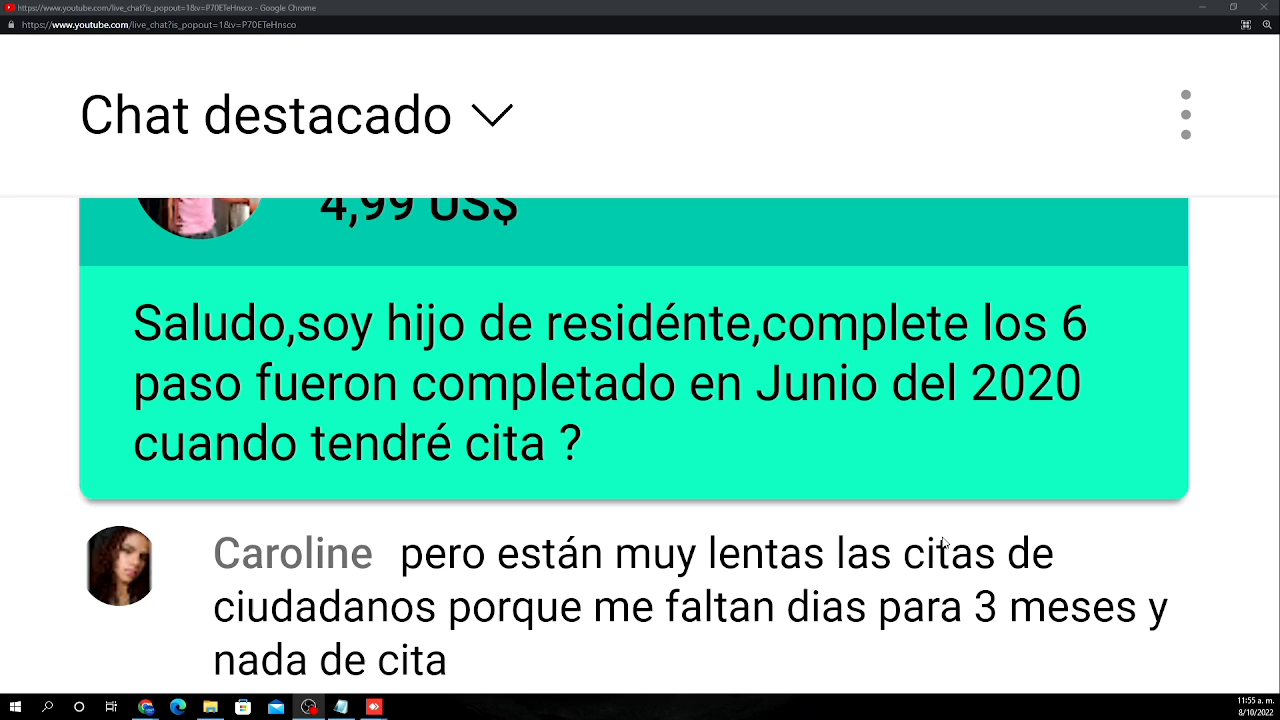 https://www.youtube.com/live_chat?is_popout=1&v=P70ETeHnsco - Google Chrome
https://www.youtube.com/live_chat?is_popout=1&v=P70ETeHnsco
Chat destacado
4,99 US$
Saludo,soy hijo de residénte,complete los 6
paso fueron completado en Junio del 2020
cuando tendré cita ?
Caroline pero están muy lentas las citas de
ciudadanos porque me faltan dias para 3 meses y
nada de cita
11:55 a. m.
8/10/2022